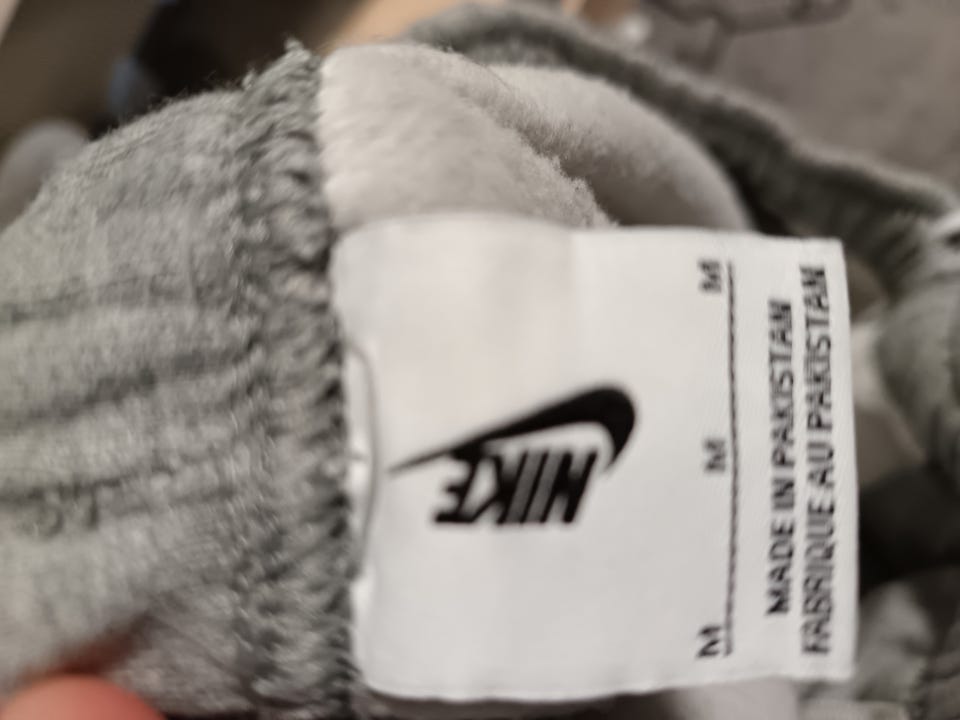 NIKE
M M M
MADE IN PAKISTAN
FABRIQUE AU PAKISTAN